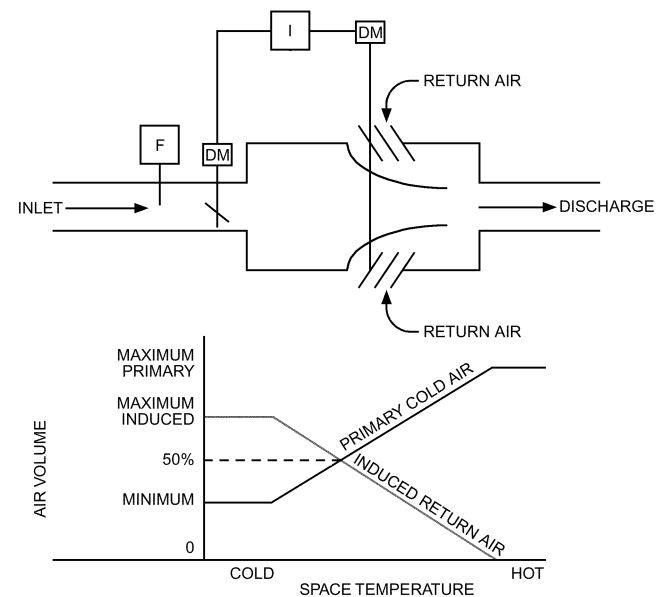 I
DM
RETURN AIR
F
DM
INLET
DISCHARGE
RETURN AIR
MAXIMUM
PRIMARY
MAXIMUM
INDUCED
50%
MINIMUM
0
AIR VOLUME
PRIMARY COLD AIR
INDUCED RETURN AIR
COLD
HOT
SPACE TEMPERATURE